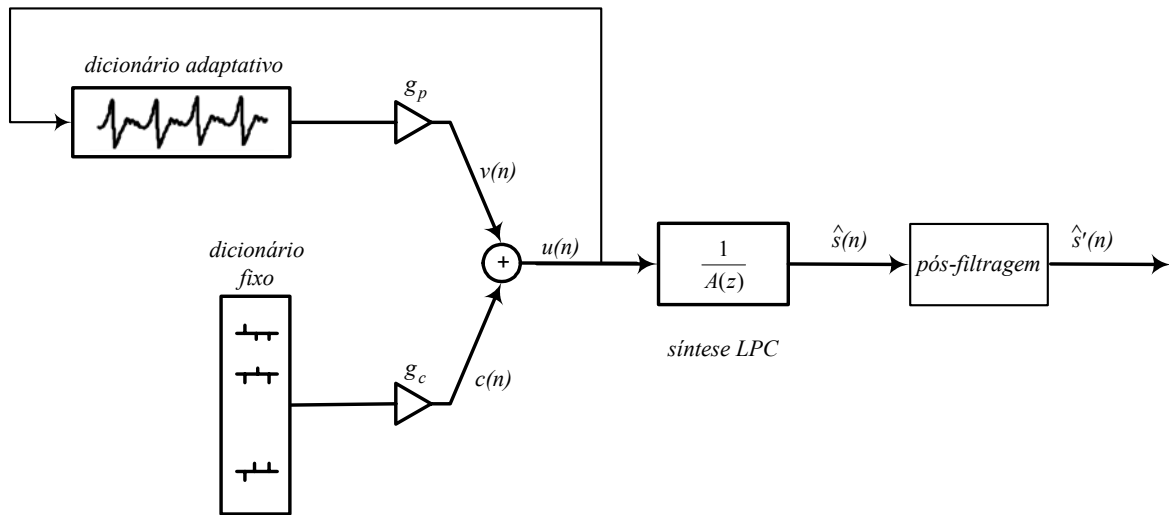 dicionário adaptativo
g_p
v(n)
dicionário
fixo
+
u(n)
1
A(z)
ŝ(n)
pós-filtragem
ŝ'(n)
síntese LPC
g_c
c(n)